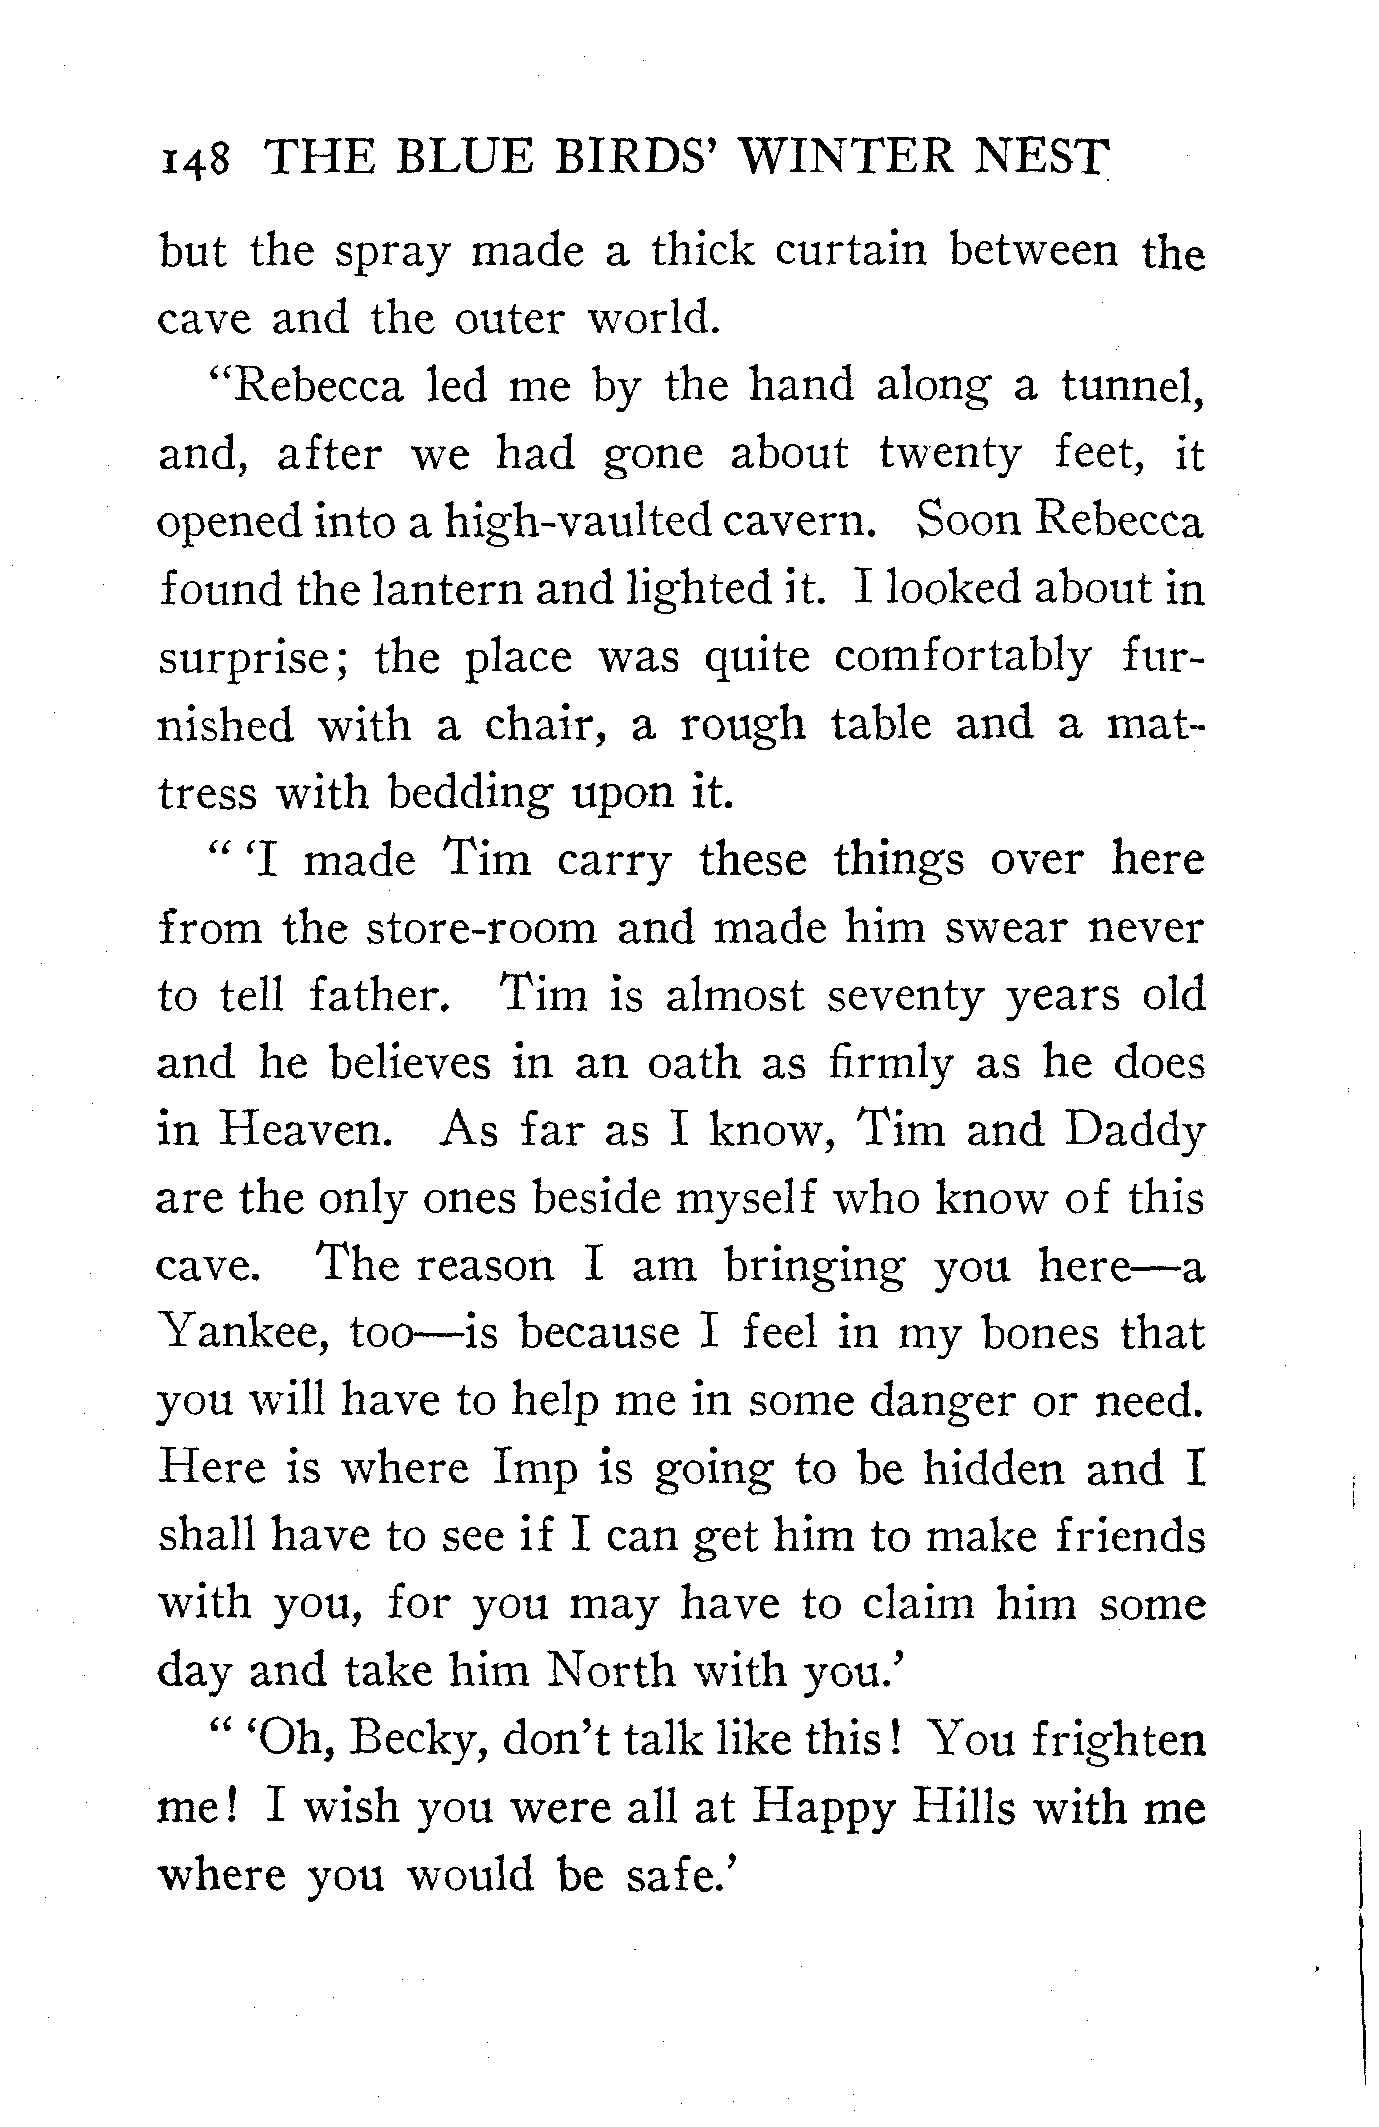 148 THE BLUE BIRDS' WINTER NEST
but the spray made a thick curtain between the
cave and the outer world.
"Rebecca led me by the hand along a tunnel,
and, after we had gone about twenty feet, it
opened into a high-vaulted cavern. Soon Rebecca
found the lantern and lighted it. I looked about in
surprise; the place was quite comfortably fur-
nished with a chair, a rough table and a mat-
tress with bedding upon it.
" 'I made Tim carry these things over here
from the store-room and made him swear never
to tell father. Tim is almost seventy years old
and he believes in an oath as firmly as he does
in Heaven. As far as I know, Tim and Daddy
are the only ones beside myself who know of this
cave. The reason I am bringing you here—a
Yankee, too—is because I feel in my bones that
you will have to help me in some danger or need.
Here is where Imp is going to be hidden and I
shall have to see if I can get him to make friends
with you, for you may have to claim him some
day and take him North with you.'
" 'Oh, Becky, don't talk like this! You frighten
me! I wish you were all at Happy Hills with me
where you would be safe.'